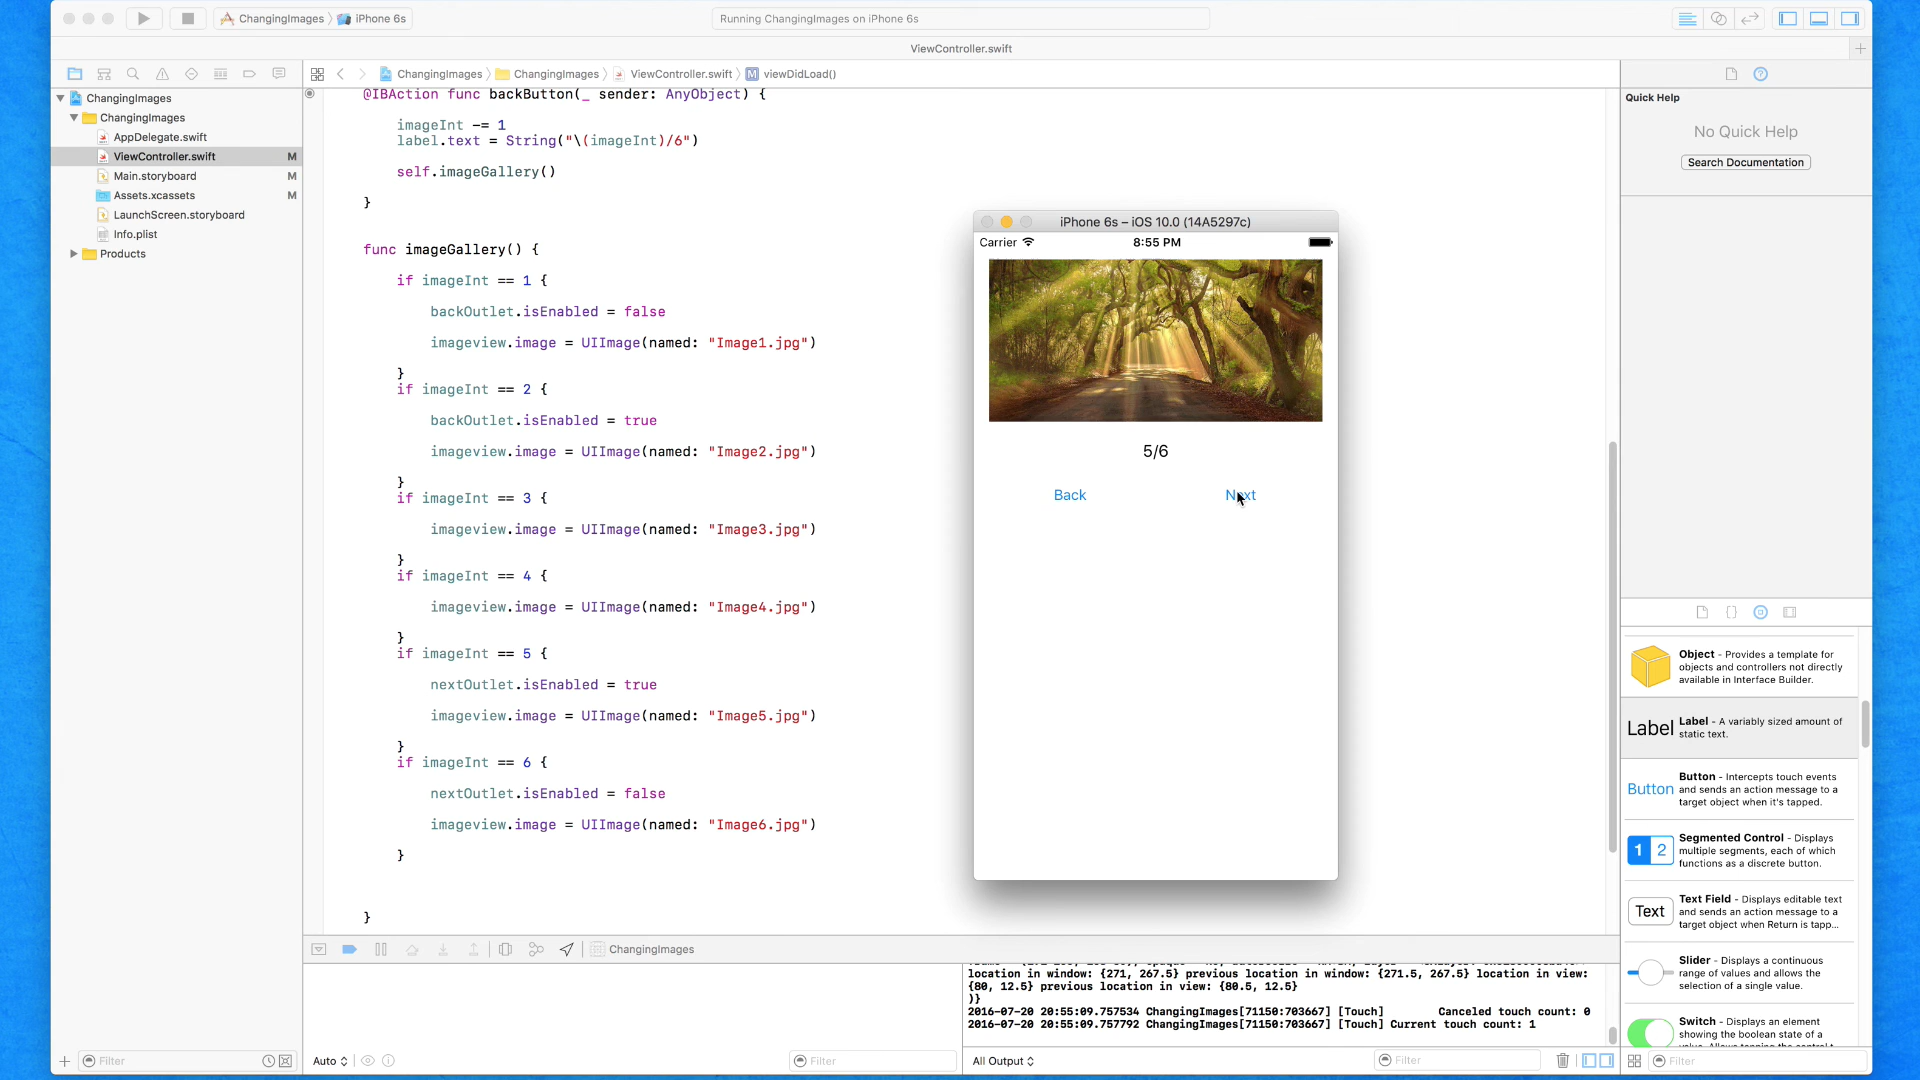 ChangingImages
iPhone 6s
Running ChangingImages on iPhone 6s
ViewController.swift
ChangingImages
ChangingImages
ViewController.swift
M
viewDidLoad()
ChangingImages
ChangingImages
AppDelegate.swift
ViewController.swift
M
Main.storyboard
M
Assets.xcassets
M
LaunchScreen.storyboard
Info.plist
Products
@IBAction func backButton(_ sender: AnyObject) {
imageInt -= 1
label.text = String("\(imageInt)/6")
self.imageGallery()
}
func imageGallery() {
if imageInt == 1 {
backOutlet.isEnabled = false
imageview.image = UIImage(named: "Image1.jpg")
}
if imageInt == 2 {
backOutlet.isEnabled = true
imageview.image = UIImage(named: "Image2.jpg")
}
if imageInt == 3 {
imageview.image = UIImage(named: "Image3.jpg")
}
if imageInt == 4 {
imageview.image = UIImage(named: "Image4.jpg")
}
if imageInt == 5 {
nextOutlet.isEnabled = true
imageview.image = UIImage(named: "Image5.jpg")
}
if imageInt == 6 {
nextOutlet.isEnabled = false
imageview.image = UIImage(named: "Image6.jpg")
}
}
iPhone 6s – iOS 10.0 (14A5297c)
Carrier
8:55 PM
5/6
Back
Next
Quick Help
No Quick Help
Search Documentation
Object - Provides a template for
objects and controllers not directly
available in Interface Builder.
Label
Label - A variably sized amount of
static text.
Button
Button - Intercepts touch events
and sends an action message to a
target object when it's tapped.
1 2
Segmented Control - Displays
multiple segments, each of which
functions as a discrete button.
Text
Text Field - Displays editable text
and sends an action message to a
target object when Return is tapp...
Slider - Displays a continuous
range of values and allows the
selection of a single value.
Switch - Displays an element
showing the boolean state of a
ChangingImages
location in window: {271, 267.5} previous location in window: {271.5, 267.5} location in view:
{80, 12.5} previous location in view: {80.5, 12.5}
)}
2016-07-20 20:55:09.757534 ChangingImages[71150:703667] [Touch] Canceled touch count: 0
2016-07-20 20:55:09.757792 ChangingImages[71150:703667] [Touch] Current touch count: 1
Filter
Auto
Filter
All Output
Filter
Filter